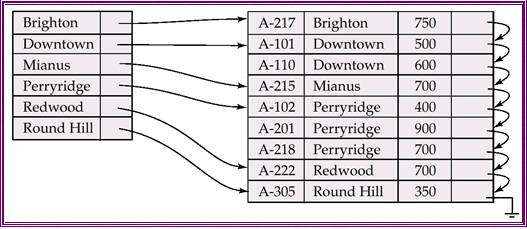 Brighton
Downtown
Mianus
Perryridge
Redwood
Round Hill
A-217 Brighton 750
A-101 Downtown 500
A-110 Downtown 600
A-215 Mianus 700
A-102 Perryridge 400
A-201 Perryridge 900
A-218 Perryridge 700
A-222 Redwood 700
A-305 Round Hill 350